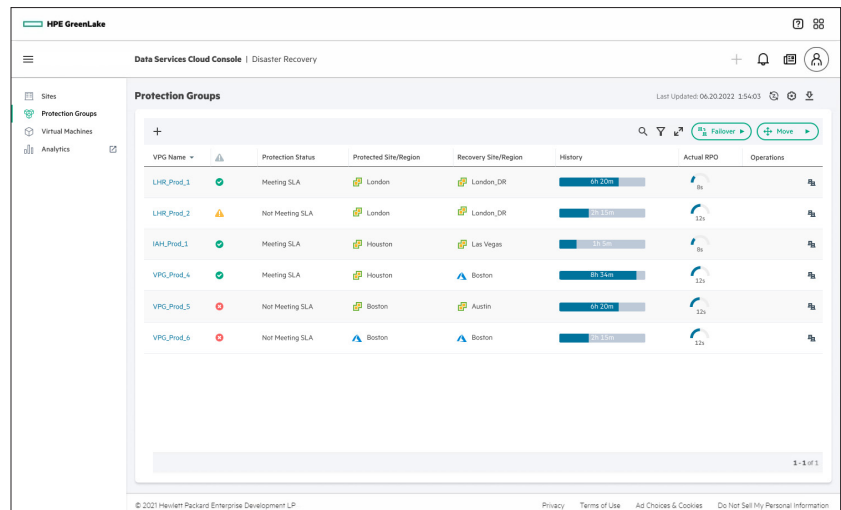 HPE GreenLake
Data Services Cloud Console | Disaster Recovery
Sites
Protection Groups
Virtual Machines
Analytics
Protection Groups
Last Updated: 06.20.2022 1:54:03
Failover
Move
VPG Name Protection Status Protected Site/Region Recovery Site/Region History Actual RPO Operations
LHR_Prod_1 Meeting SLA London London_DR 6h 20m 8s
LHR_Prod_2 Not Meeting SLA London London_DR 2h 15m 12s
IAH_Prod_1 Meeting SLA Houston Las Vegas 1h 5m 8s
VPG_Prod_4 Meeting SLA Houston Boston 8h 34m 12s
VPG_Prod_5 Not Meeting SLA Boston Austin 6h 20m 12s
VPG_Prod_6 Not Meeting SLA Boston Boston 2h 15m 12s
1-1 of 1
© 2021 Hewlett Packard Enterprise Development LP Privacy Terms of Use Ad Choices & Cookies Do Not Sell My Personal Information